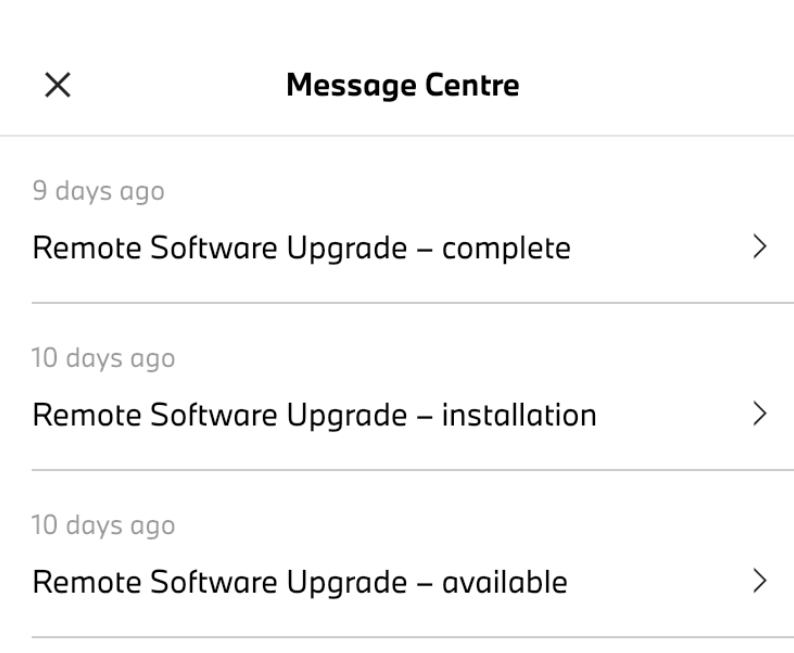 Message Centre
9 days ago
Remote Software Upgrade – complete
10 days ago
Remote Software Upgrade – installation
10 days ago
Remote Software Upgrade – available